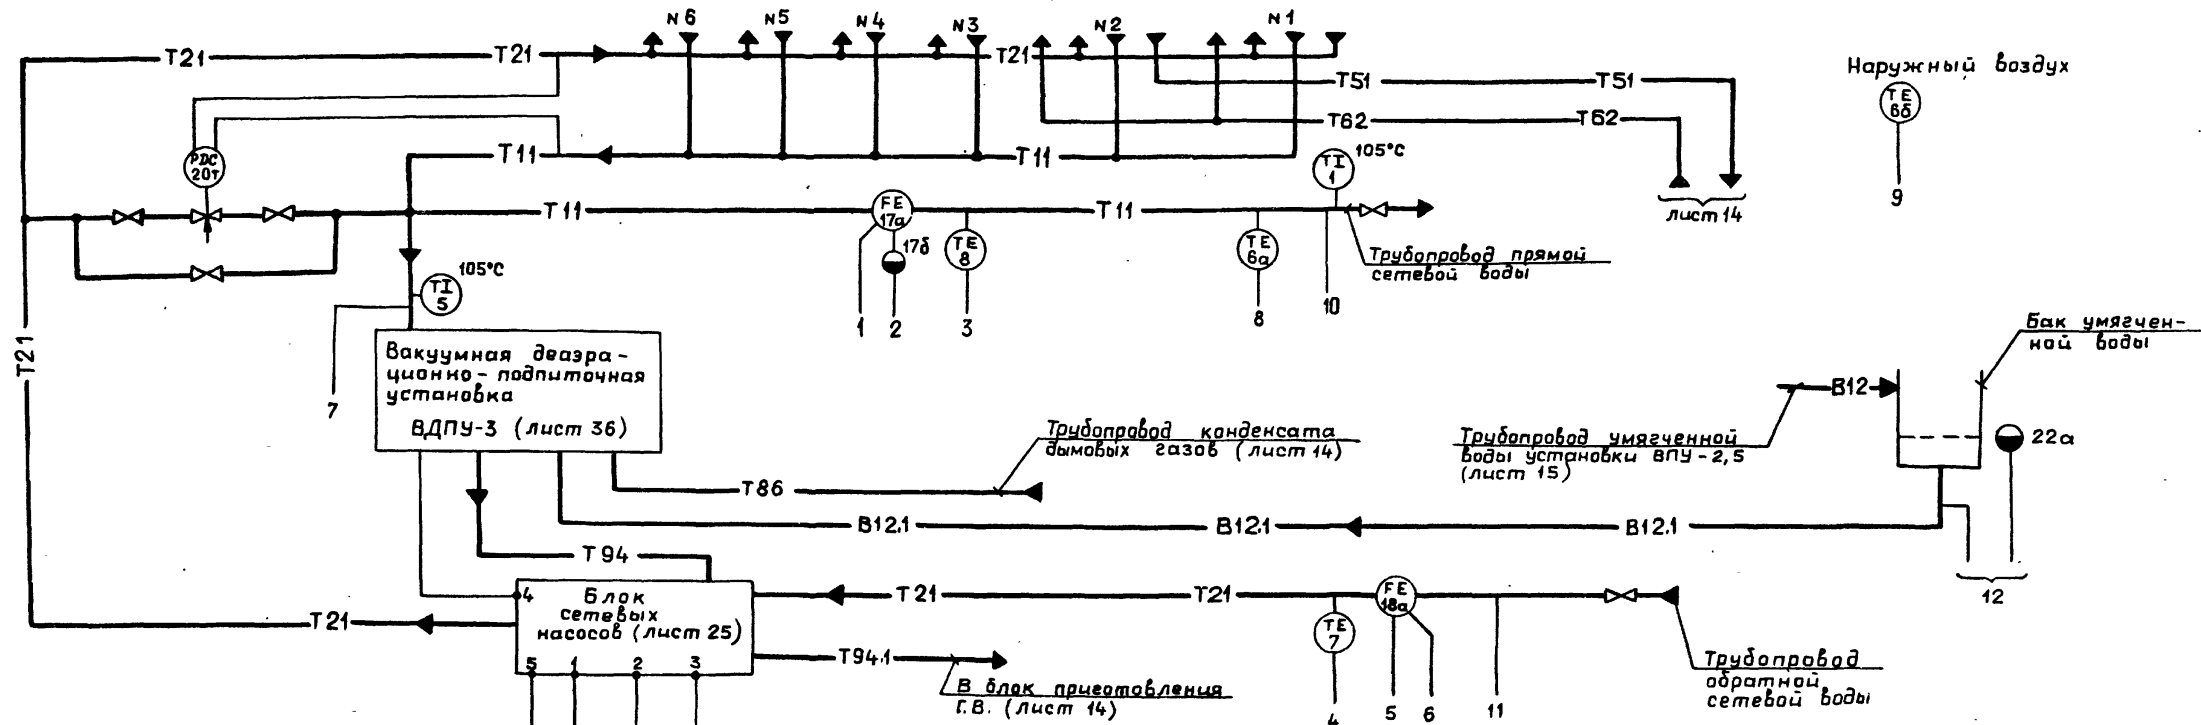 N6
N5
N4
N3
N2
N1
Т21
Т21
Т21
Т51
Т51
Т62
Т62
Наружный воздух
TE
6б
9
PDC
20т
Т11
Т11
TI
1
105°C
лист 14
Т11
FE
17а
17б
TE
8
Т11
TE
6а
Трубопровод прямой
сетевой воды
1
2
3
8
10
105°C
TI
5
7
Т21
Вакуумная деаэра-
ционно-подпиточная
установка
ВДПУ-3 (лист 36)
Бак умягчен-
ной воды
В12
22а
Трубопровод конденсата
дымовых газов (лист 14)
Трубопровод умягченной
воды установки ВПУ-2,5
(лист 15)
Т86
В12.1
В12.1
В12.1
Т94
12
4
Блок
сетевых
насосов (лист 25)
5
1
2
3
Т21
Т21
Т21
FE
18а
TE
7
Т94.1
В блок приготовления
Г.В. (лист 14)
4
5
6
11
Трубопровод
обратной
сетевой воды